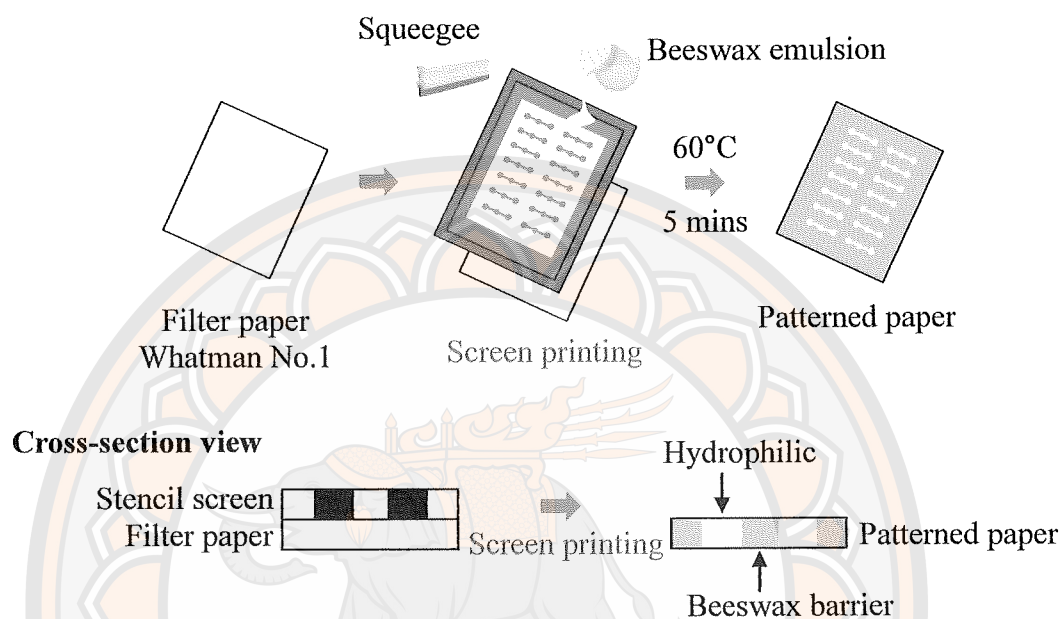 Squeegee
Beeswax emulsion
60°C
5 mins
Filter paper
Whatman No.1
Screen printing
Patterned paper
Cross-section view
Hydrophilic
Stencil screen
Filter paper
Screen printing
Patterned paper
Beeswax barrier